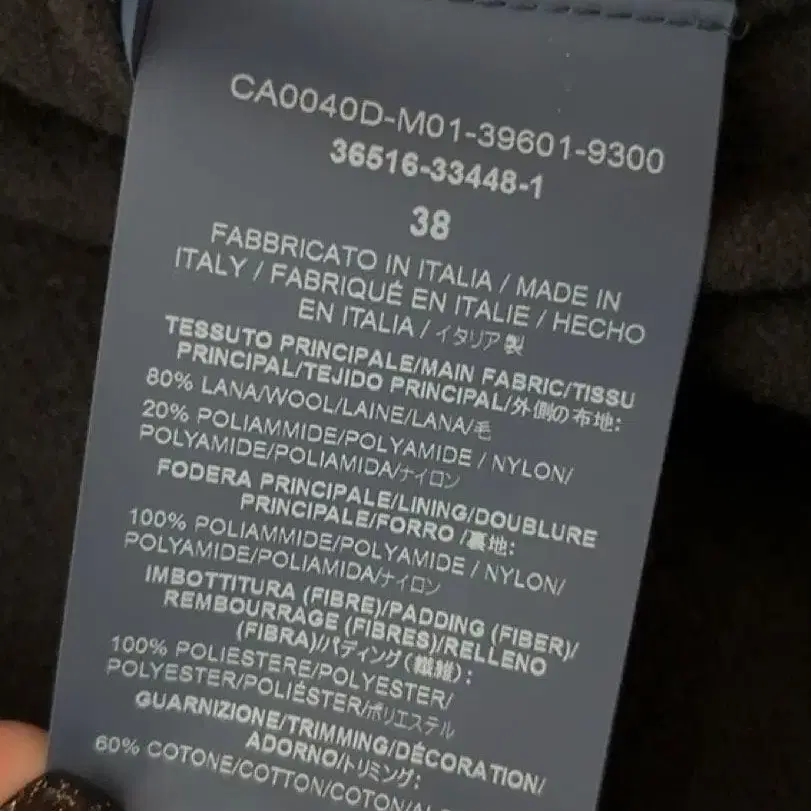 CA0040D-M01-39601-9300
36516-33448-1
38
FABBRICATO IN ITALIA / MADE IN
ITALY / FABRIQUÉ EN ITALIE / HECHO
EN ITALIA / イタリア製
TESSUTO PRINCIPALE/MAIN FABRIC/TISSU
PRINCIPAL/TEJIDO PRINCIPAL/外側の布地:
80% LANA/WOOL/LAINE/LANA/毛
20% POLIAMMIDE/POLYAMIDE / NYLON/
POLYAMIDE/POLIAMIDA/ナイロン
FODERA PRINCIPALE/LINING/DOUBLURE
PRINCIPALE/FORRO /裏地:
100% POLIAMMIDE/POLYAMIDE / NYLON/
POLYAMIDE/POLIAMIDA/ナイロン
IMBOTTITURA (FIBRE)/PADDING (FIBER)/
REMBOURRAGE (FIBRES)/RELLENO
(FIBRA)/パディング(繊維):
100% POLIESTERE/POLYESTER/
POLYESTER/POLIÉSTER/ポリエステル
GUARNIZIONE/TRIMMING/DÉCORATION/
ADORNO/トリミング:
60% COTONE/COTTON/COTON/